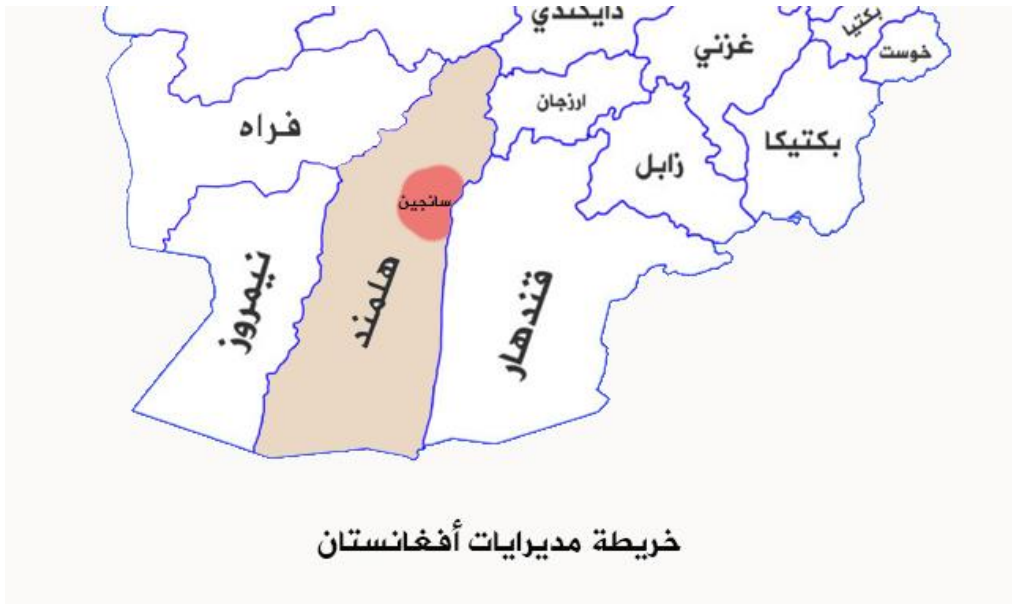 دايكندي
بكتيا
غزني
خوست
ارزجان
فراه
بكتيكا
زابل
سانجين
نيمروز
هلمند
قندهار
خريطة مديرايات أفغانستان